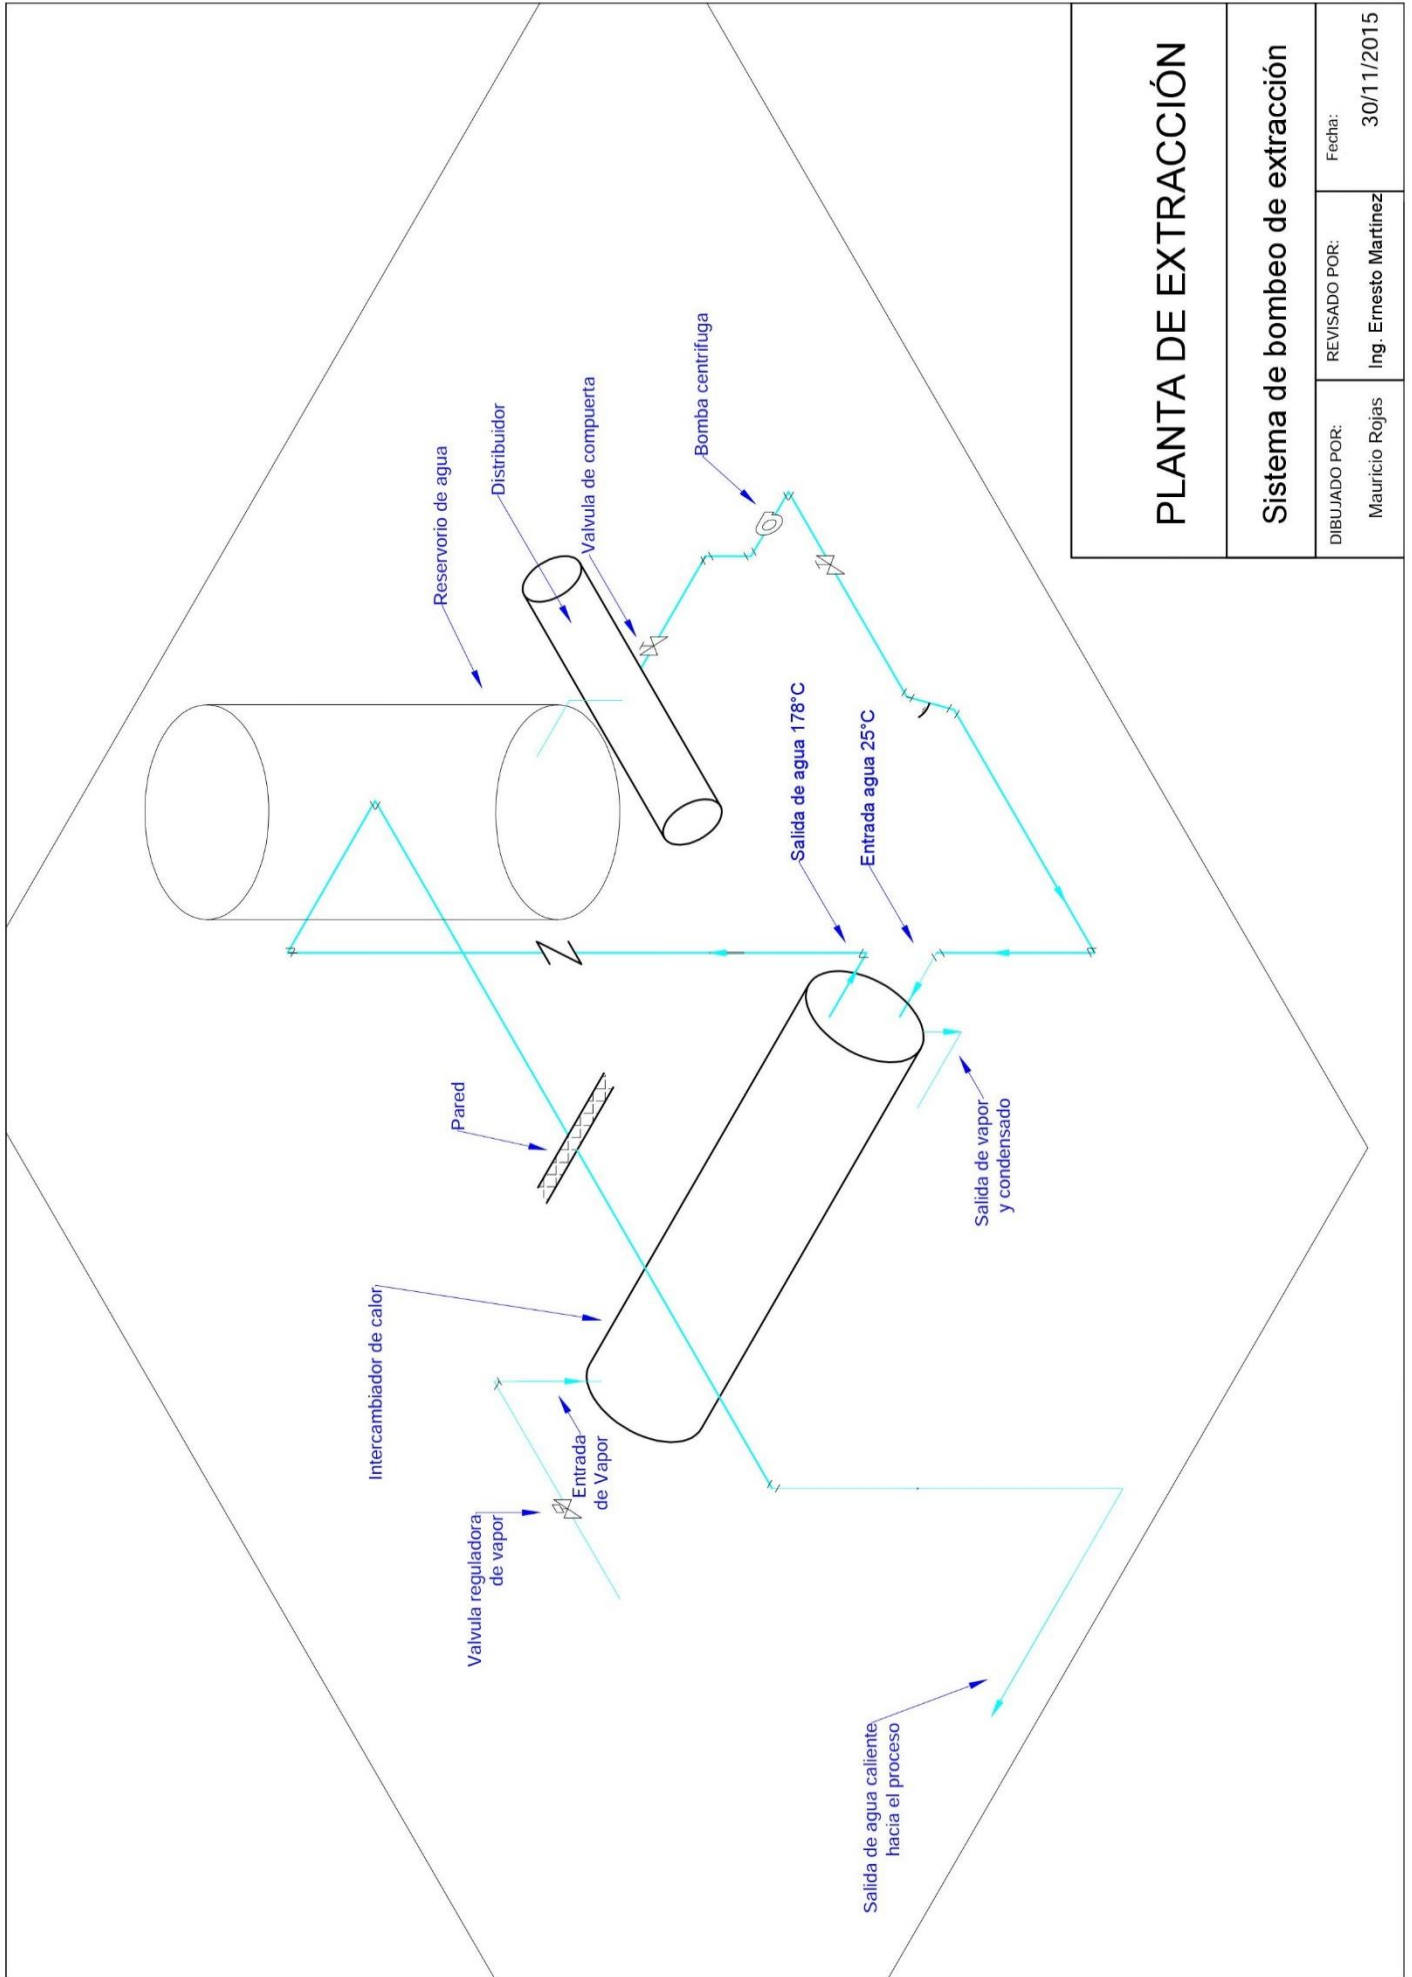 Reservorio de agua
Distribuidor
Valvula de compuerta
Bomba centrifuga
Salida de agua 178°C
Entrada agua 25°C
Pared
Salida de vapor
y condensado
Intercambiador de calor
Entrada
de Vapor
Valvula reguladora
de vapor
Salida de agua caliente
hacia el proceso
PLANTA DE EXTRACCIÓN
Sistema de bombeo de extracción
DIBUJADO POR:
Mauricio Rojas
REVISADO POR:
Ing. Ernesto Martinez
Fecha:
30/11/2015